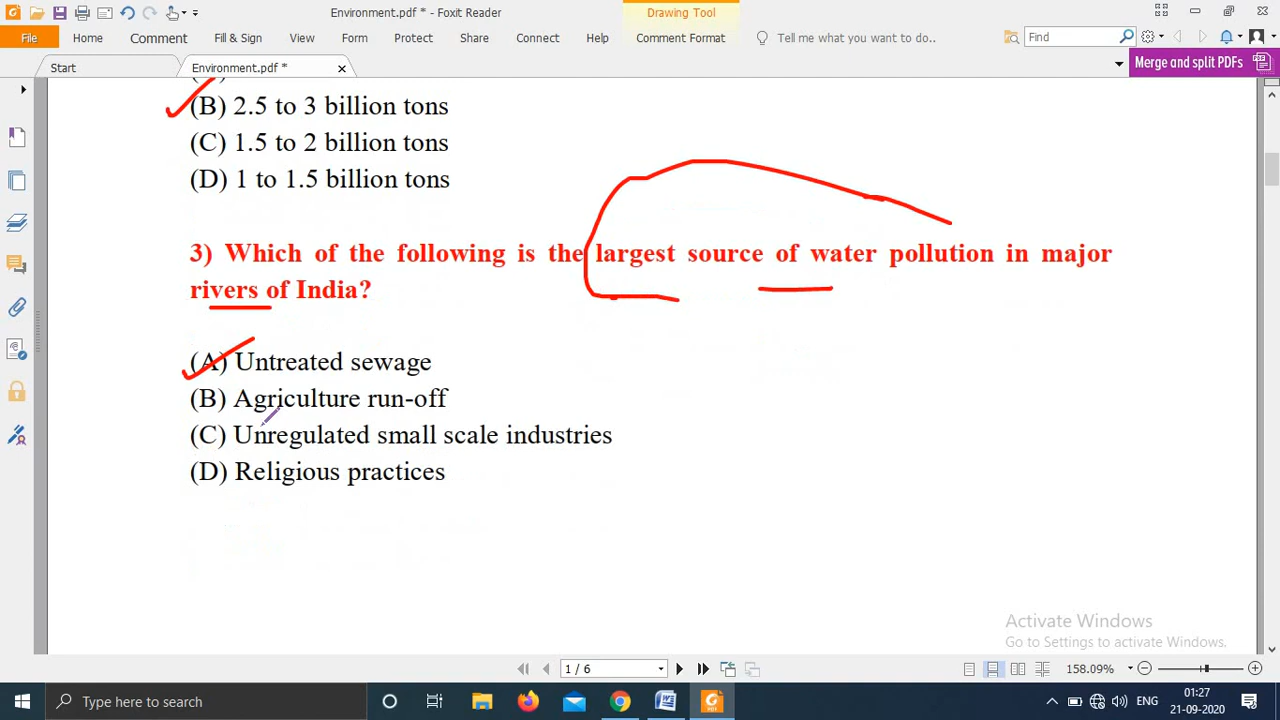 Environment.pdf * - Foxit Reader
Drawing Tool
File Home Comment Fill & Sign View Form Protect Share Connect Help Comment Format Tell me what you want to do.. Find
Start
Environment.pdf *
Merge and split PDFs
(B) 2.5 to 3 billion tons
(C) 1.5 to 2 billion tons
(D) 1 to 1.5 billion tons
3) Which of the following is the largest source of water pollution in major
rivers of India?
(A) Untreated sewage
(B) Agriculture run-off
(C) Unregulated small scale industries
(D) Religious practices
Activate Windows
Go to Settings to activate Windows.
1 / 6
158.09%
Type here to search
ENG
01:27
21-09-2020